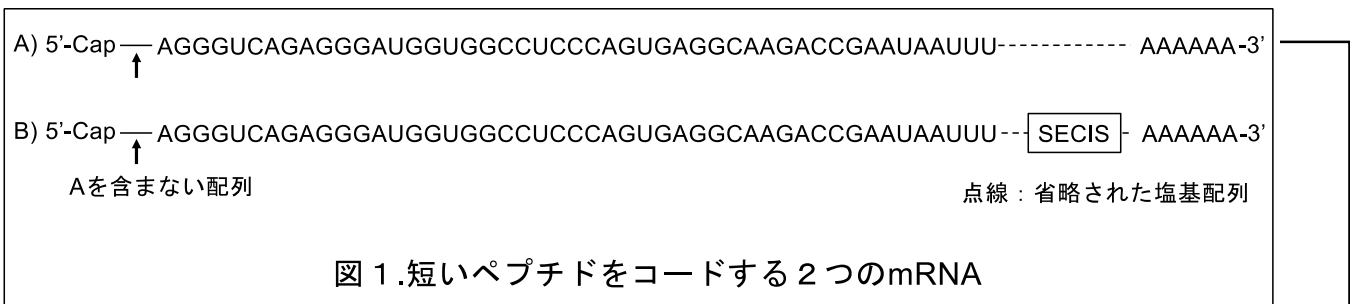 A) 5'-Cap — AGGGUCAGAGGGAUGGUGGCCUCCCAGUGAGGCAAGACCGAAUAAUUU------------ AAAAAA-3'
B) 5'-Cap — AGGGUCAGAGGGAUGGUGGCCUCCCAGUGAGGCAAGACCGAAUAAUUU--- SECIS - AAAAAA-3'
Aを含まない配列
点線：省略された塩基配列
図１.短いペプチドをコードする２つのmRNA